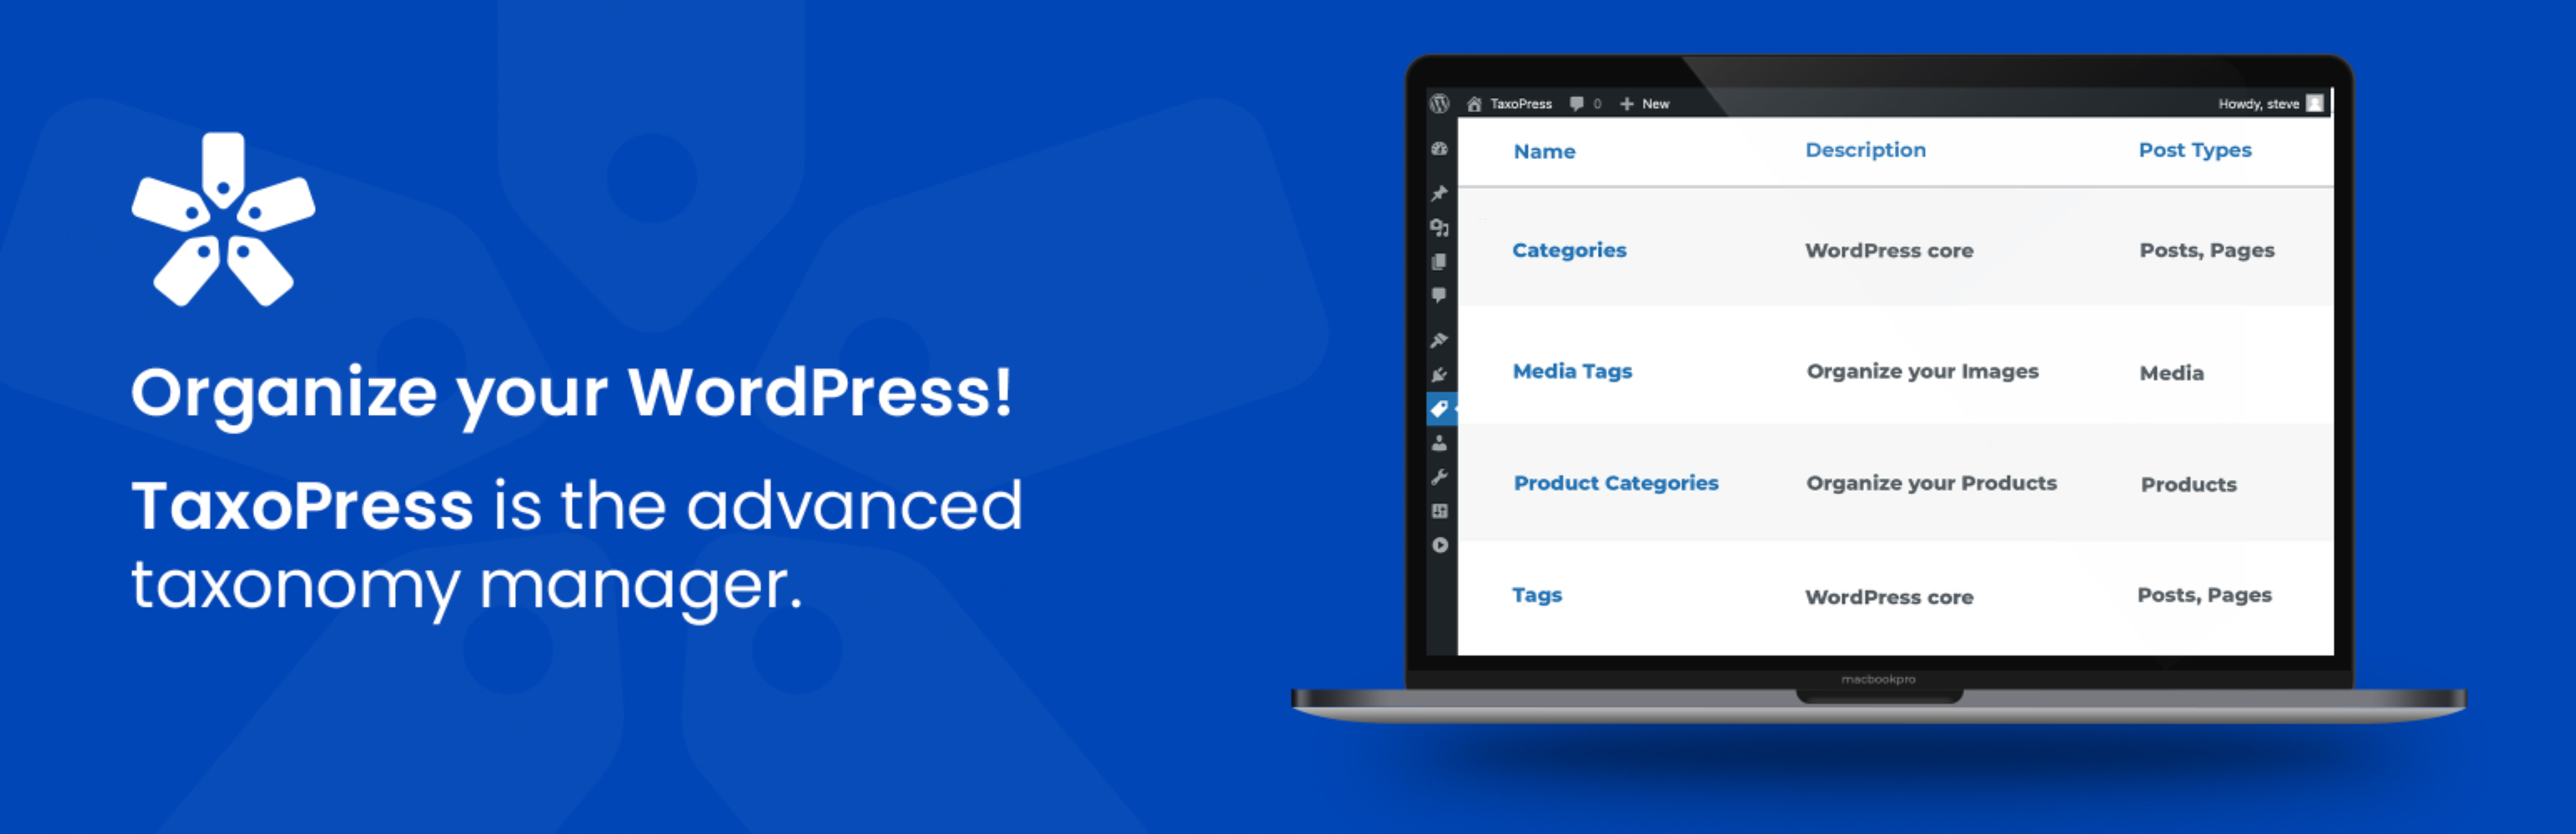 Organize your WordPress!
TaxoPress is the advanced
taxonomy manager.
TaxoPress 0 New Howdy, steve
Name Description Post Types
Categories WordPress core Posts, Pages
Media Tags Organize your Images Media
Product Categories Organize your Products Products
Tags WordPress core Posts, Pages
macbookpro